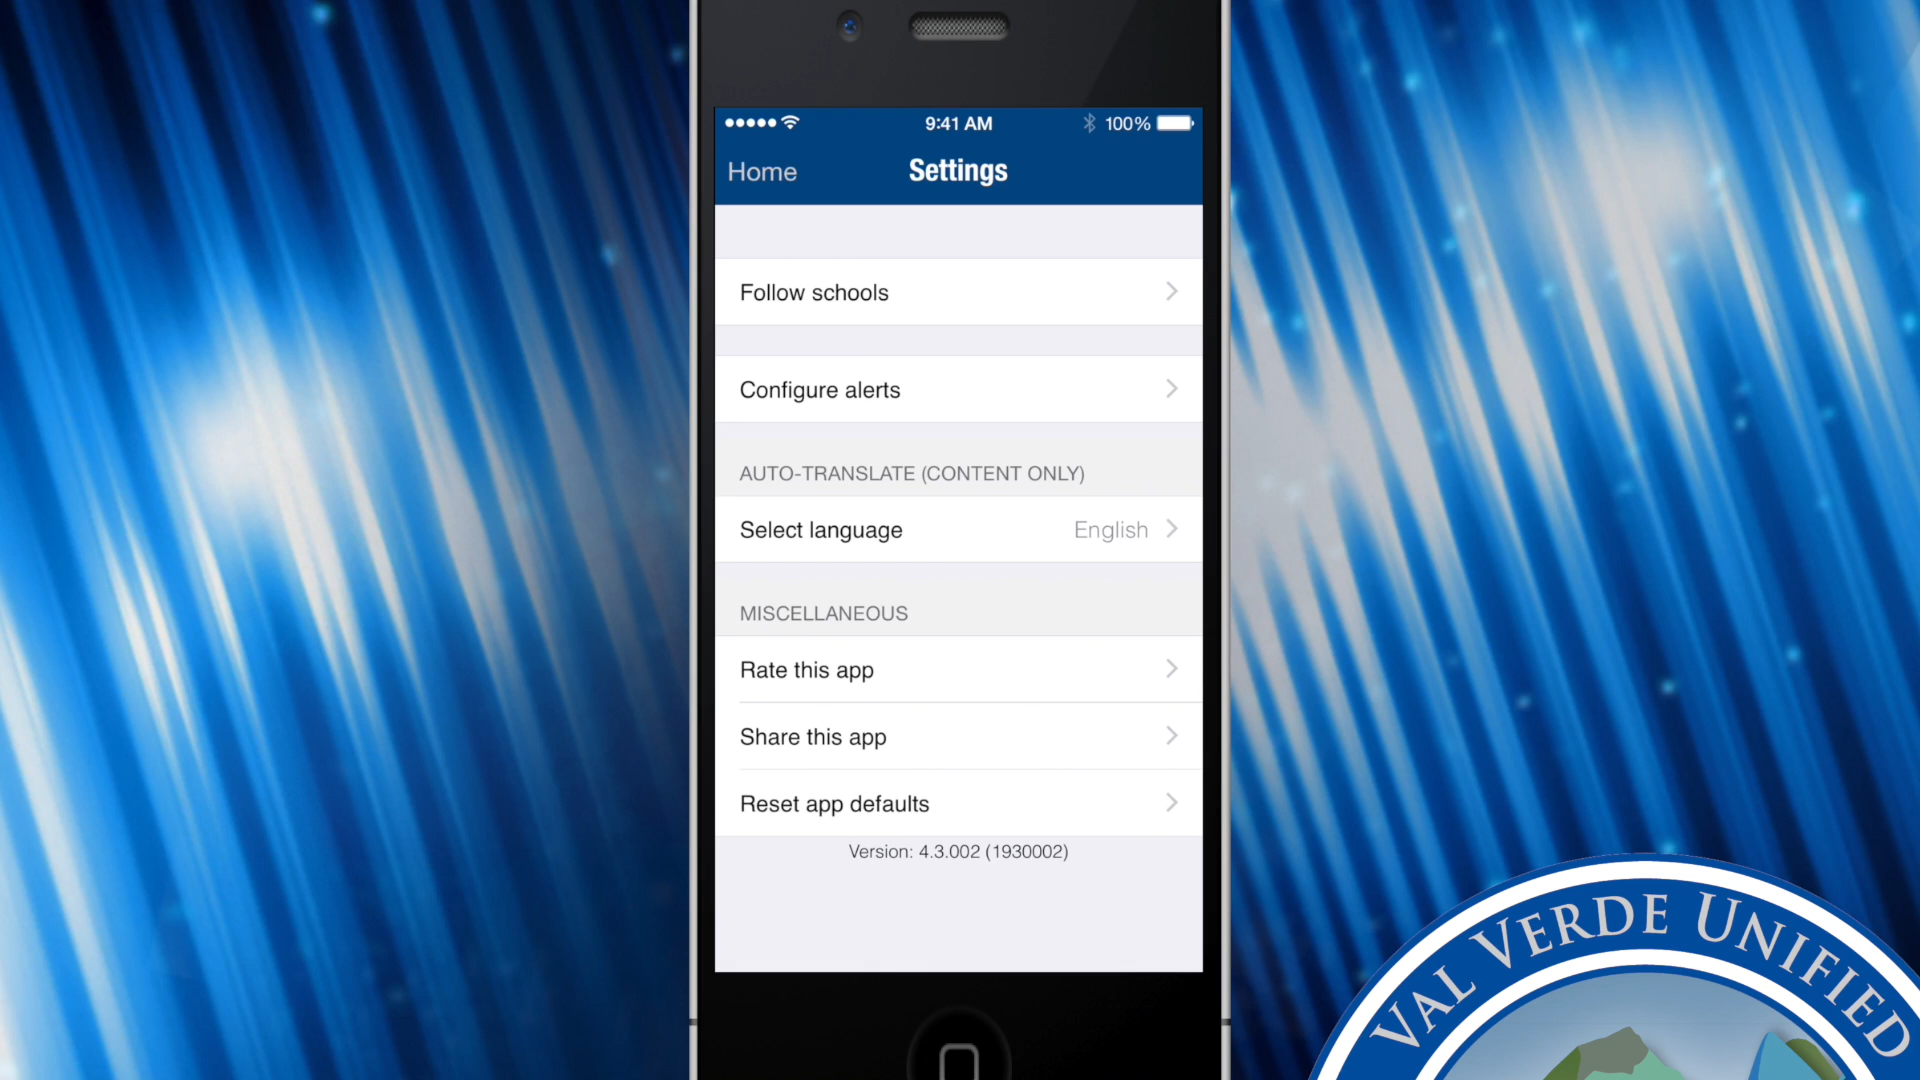 9:41 AM
100%
Home
Settings
Follow schools
Configure alerts
AUTO-TRANSLATE (CONTENT ONLY)
Select language English
MISCELLANEOUS
Rate this app
Share this app
Reset app defaults
Version: 4.3.002 (1930002)
VAL VERDE UNIFIED